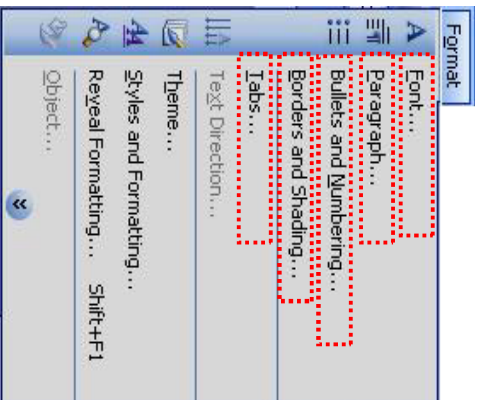 Format
Font...
Paragraph...
Bullets and Numbering...
Borders and Shading...
Tabs...
Text Direction...
Theme...
Styles and Formatting...
Reveal Formatting... Shift+F1
Object...